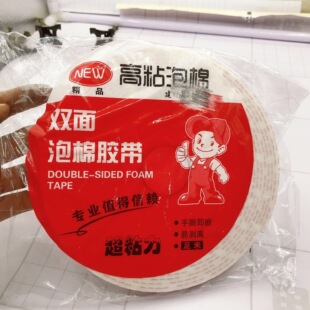 NEW
精品
高粘泡棉
双面
泡棉胶带
DOUBLE-SIDED FOAM
TAPE
专业值得信赖
超粘力
·手撕即断
·易剥离